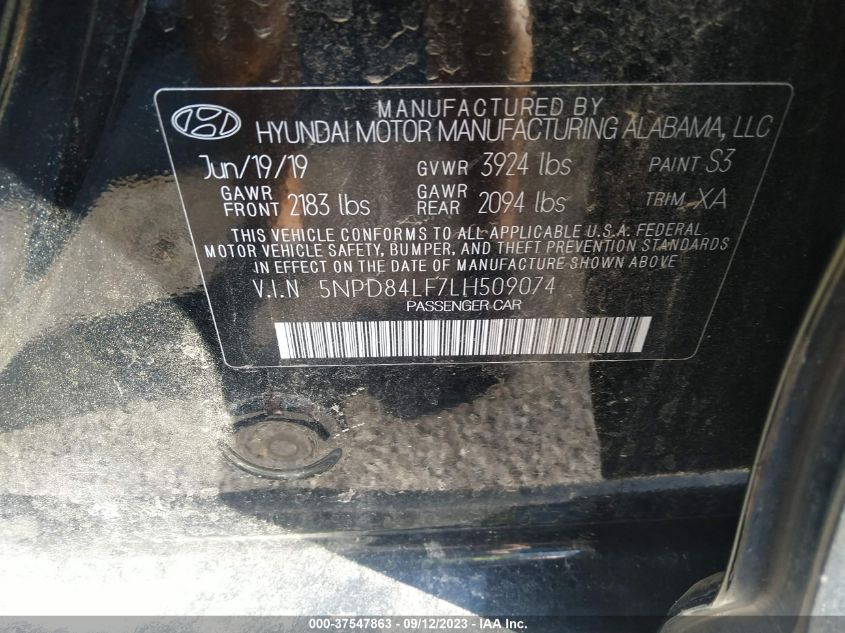 MANUFACTURED BY
HYUNDAI MOTOR MANUFACTURING ALABAMA, LLC
Jun/19/19 GVWR 3924 lbs PAINT S3
GAWR FRONT 2183 lbs GAWR REAR 2094 lbs TRIM XA
THIS VEHICLE CONFORMS TO ALL APPLICABLE U.S.A. FEDERAL
MOTOR VEHICLE SAFETY, BUMPER, AND THEFT PREVENTION STANDARDS
IN EFFECT ON THE DATE OF MANUFACTURE SHOWN ABOVE
V.I.N 5NPD84LF7LH509074
PASSENGER CAR
000-37547863 - 09/12/2023 - IAA Inc.